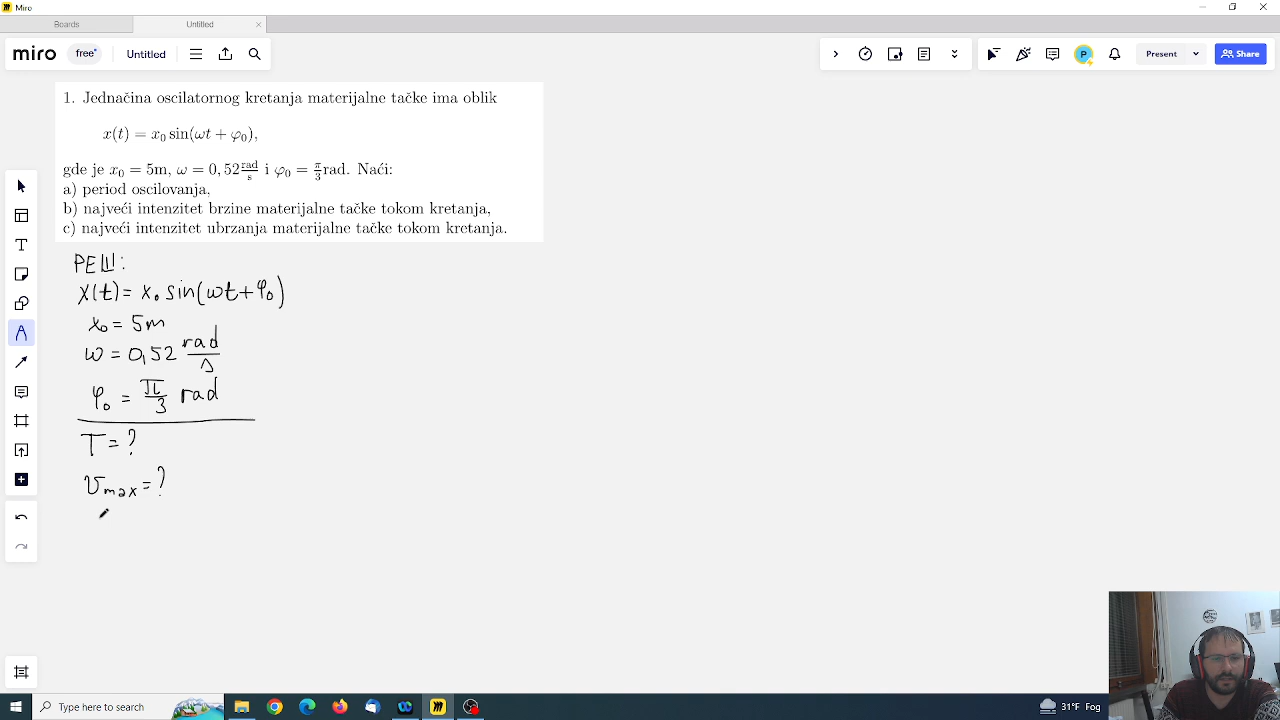 Miro
Boards
Untitled
miro
free
Untitled
Present
Share
1. Jednačina oscilatornog kretanja materijalne tačke ima oblik
x(t) = x₀ sin(ωt + φ₀),
gde je x₀ = 5m, ω = 0,52 rad/s i φ₀ = π/3 rad. Naći:
a) period oscilovanja,
b) najveći intenzitet brzine materijalne tačke tokom kretanja,
c) najveći intenzitet ubrzanja materijalne tačke tokom kretanja.
РЕШ:
x(t) = x₀ sin(ωt + φ₀)
x₀ = 5m
ω = 0,52 rad/s
φ₀ = π/3 rad
T = ?
v max = ?
Type here to search
31°F Fog